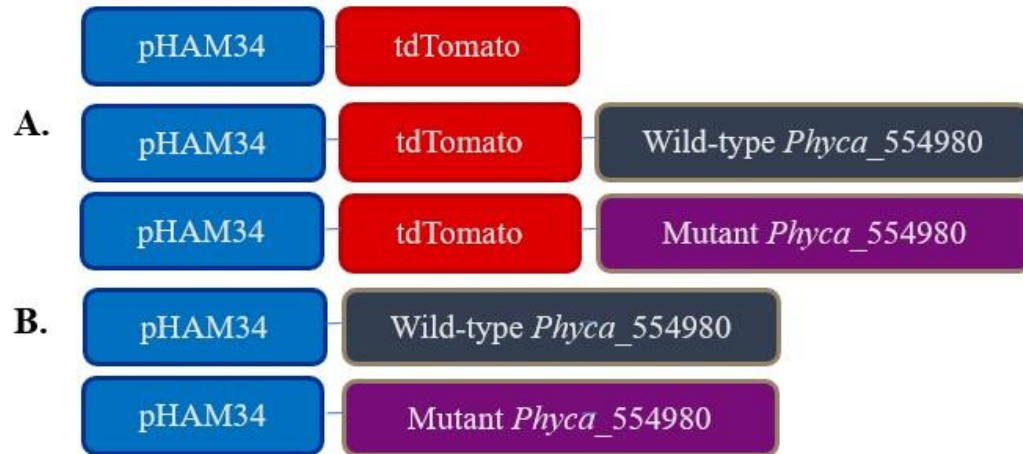 pHAM34 tdTomato
A.
pHAM34 tdTomato Wild-type Phyca_554980
pHAM34 tdTomato Mutant Phyca_554980
B.
pHAM34 Wild-type Phyca_554980
pHAM34 Mutant Phyca_554980